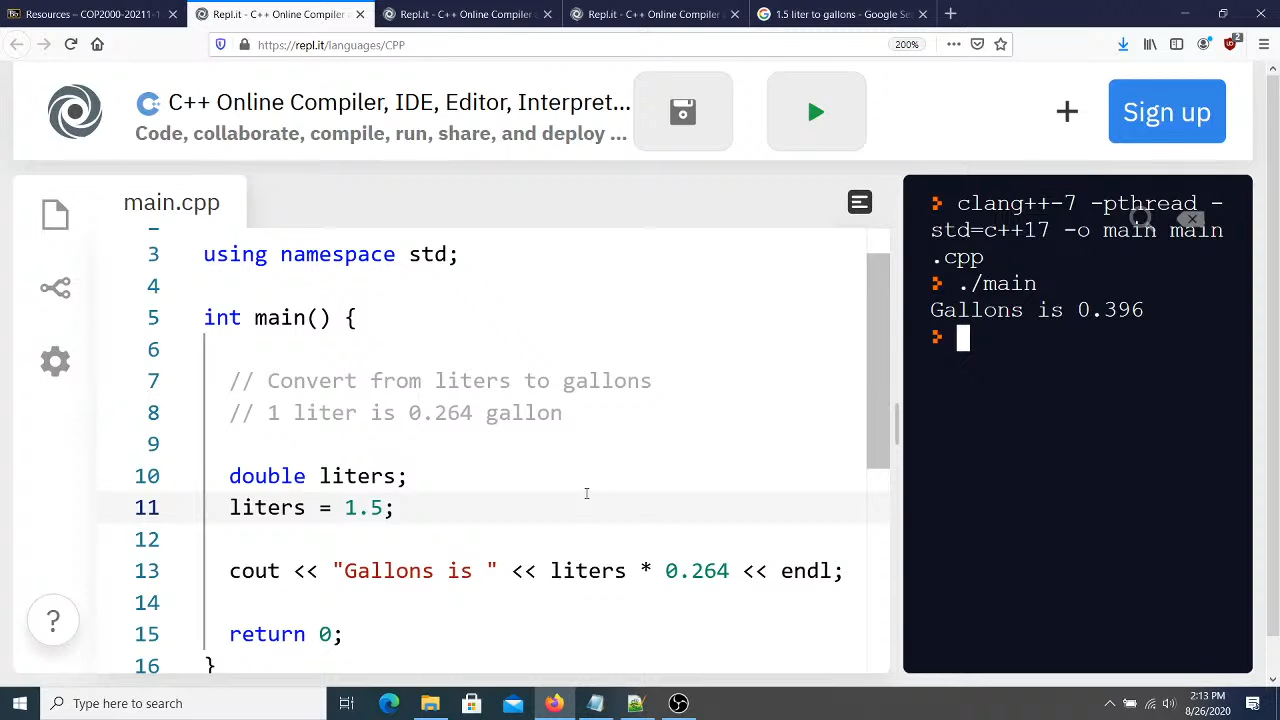 Resources – COP2000-20211-1
Repl.it - C++ Online Compiler
Repl.it - C++ Online Compiler
Repl.it - C++ Online Compiler
1.5 liter to gallons - Google Se
https://repl.it/languages/CPP
200%
2
C++ Online Compiler, IDE, Editor, Interpret...
Code, collaborate, compile, run, share, and deploy ...
Sign up
main.cpp
3 using namespace std;
4
5 int main() {
6
7 // Convert from liters to gallons
8 // 1 liter is 0.264 gallon
9
10 double liters;
11 liters = 1.5;
12
13 cout << "Gallons is " << liters * 0.264 << endl;
14
15 return 0;
16 }
clang++-7 -pthread -
std=c++17 -o main main
.cpp
./main
Gallons is 0.396
?
Type here to search
2:13 PM
8/26/2020